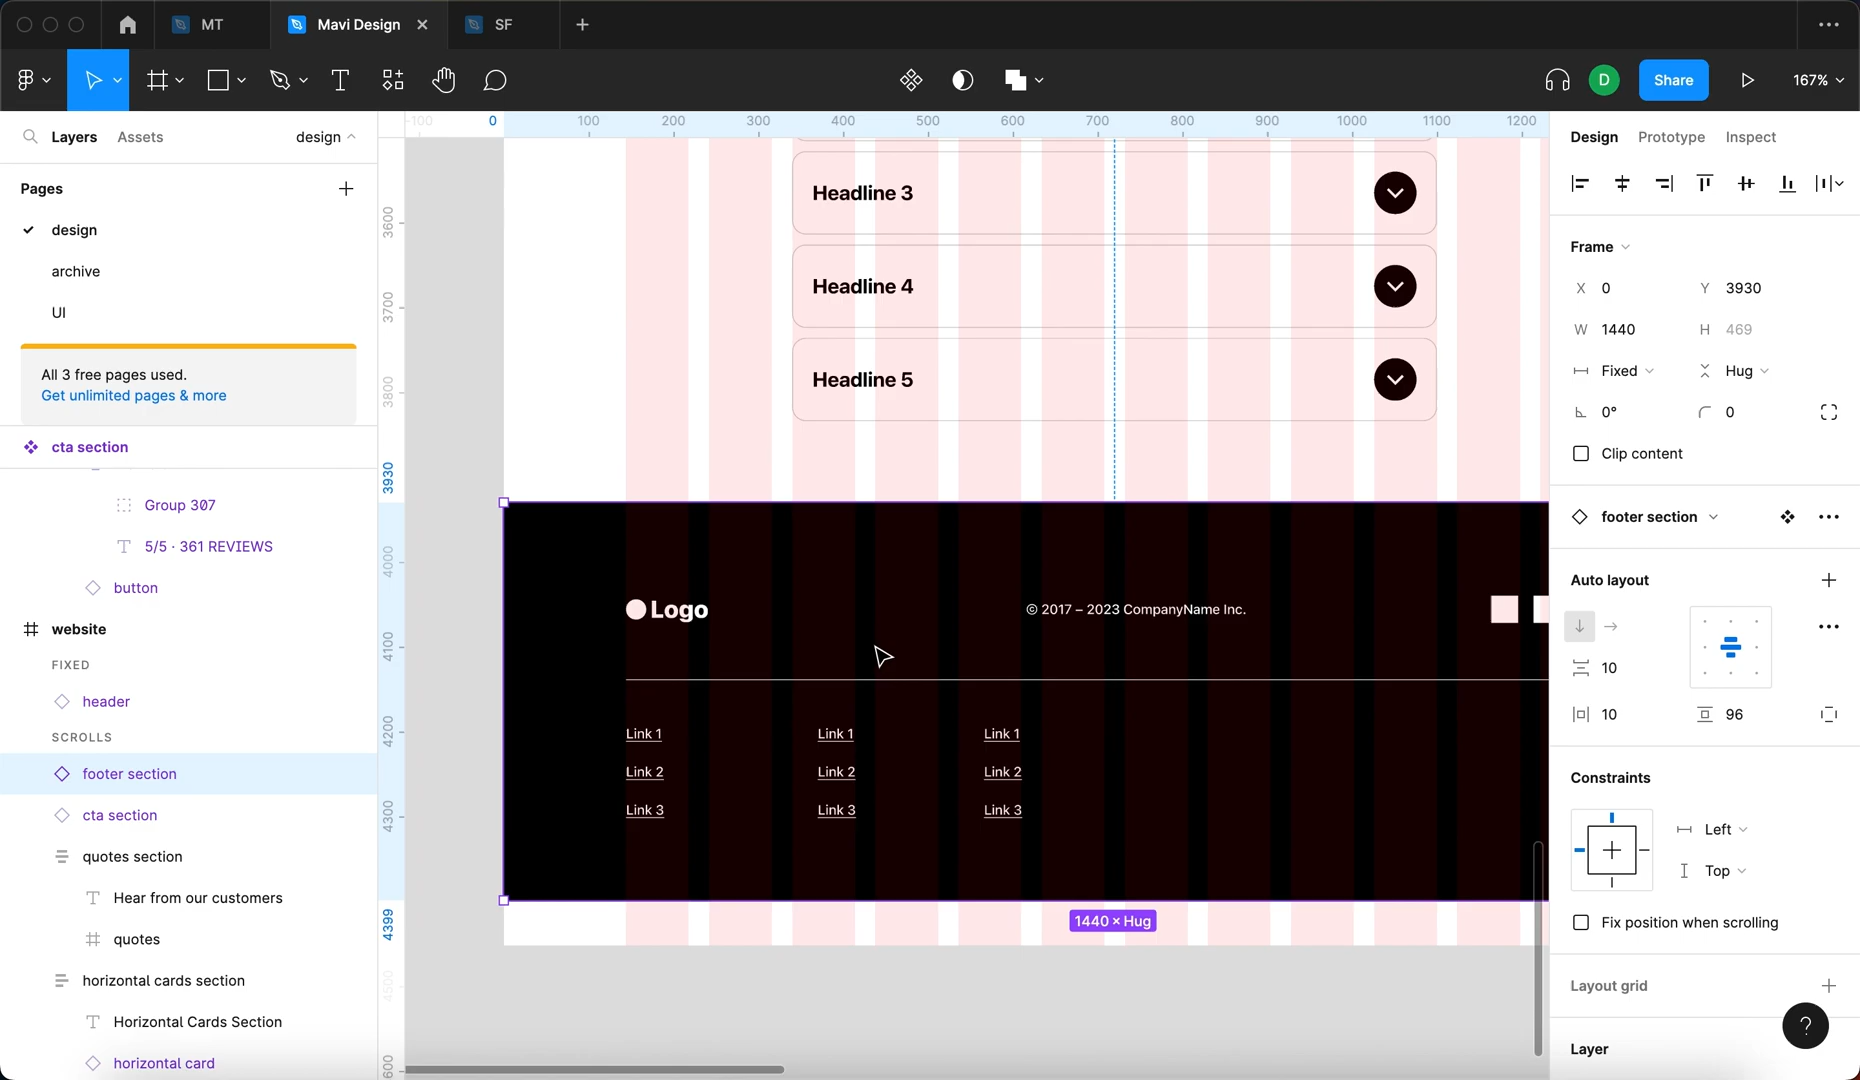 MT
Mavi Design
SF
D
Share
167%
Layers
Assets
design
Pages
design
archive
UI
All 3 free pages used.
Get unlimited pages & more
cta section
Group 307
5/5 · 361 REVIEWS
button
website
FIXED
header
SCROLLS
footer section
cta section
quotes section
Hear from our customers
quotes
horizontal cards section
Horizontal Cards Section
horizontal card
-100
0
100
200
300
400
500
600
700
800
900
1000
1100
1200
3600
3700
3800
3930
4000
4100
4200
4300
4399
4500
600
Headline 3
Headline 4
Headline 5
Logo
© 2017 – 2023 CompanyName Inc.
Link 1
Link 1
Link 1
Link 2
Link 2
Link 2
Link 3
Link 3
Link 3
1440 × Hug
Design
Prototype
Inspect
Frame
X 0
Y 3930
W 1440
H 469
Fixed
Hug
0°
0
Clip content
footer section
Auto layout
10
10
96
Constraints
Left
Top
Fix position when scrolling
Layout grid
?
Layer